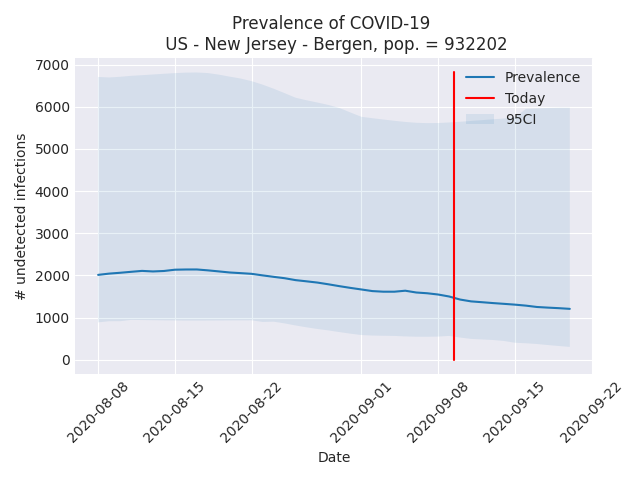 Prevalence of COVID-19
US - New Jersey - Bergen, pop. = 932202
7000
6000
5000
4000
3000
2000
1000
0
# undetected infections
Prevalence
Today
95CI
2020-08-08
2020-08-15
2020-08-22
2020-09-01
2020-09-08
2020-09-15
2020-09-22
Date